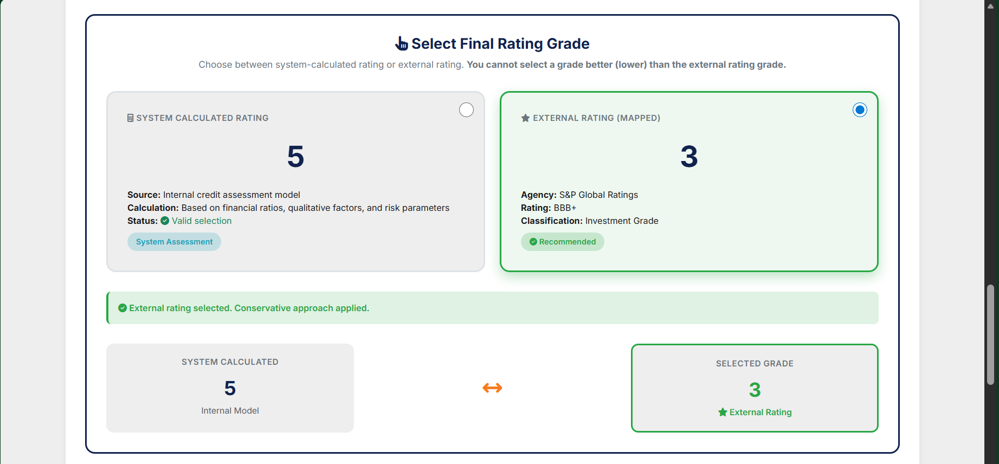 Select Final Rating Grade
Choose between system-calculated rating or external rating. You cannot select a grade better (lower) than the external rating grade.
SYSTEM CALCULATED RATING
5
Source: Internal credit assessment model
Calculation: Based on financial ratios, qualitative factors, and risk parameters
Status: Valid selection
System Assessment
EXTERNAL RATING (MAPPED)
3
Agency: S&P Global Ratings
Rating: BBB+
Classification: Investment Grade
Recommended
External rating selected. Conservative approach applied.
SYSTEM CALCULATED
5
Internal Model
SELECTED GRADE
3
External Rating